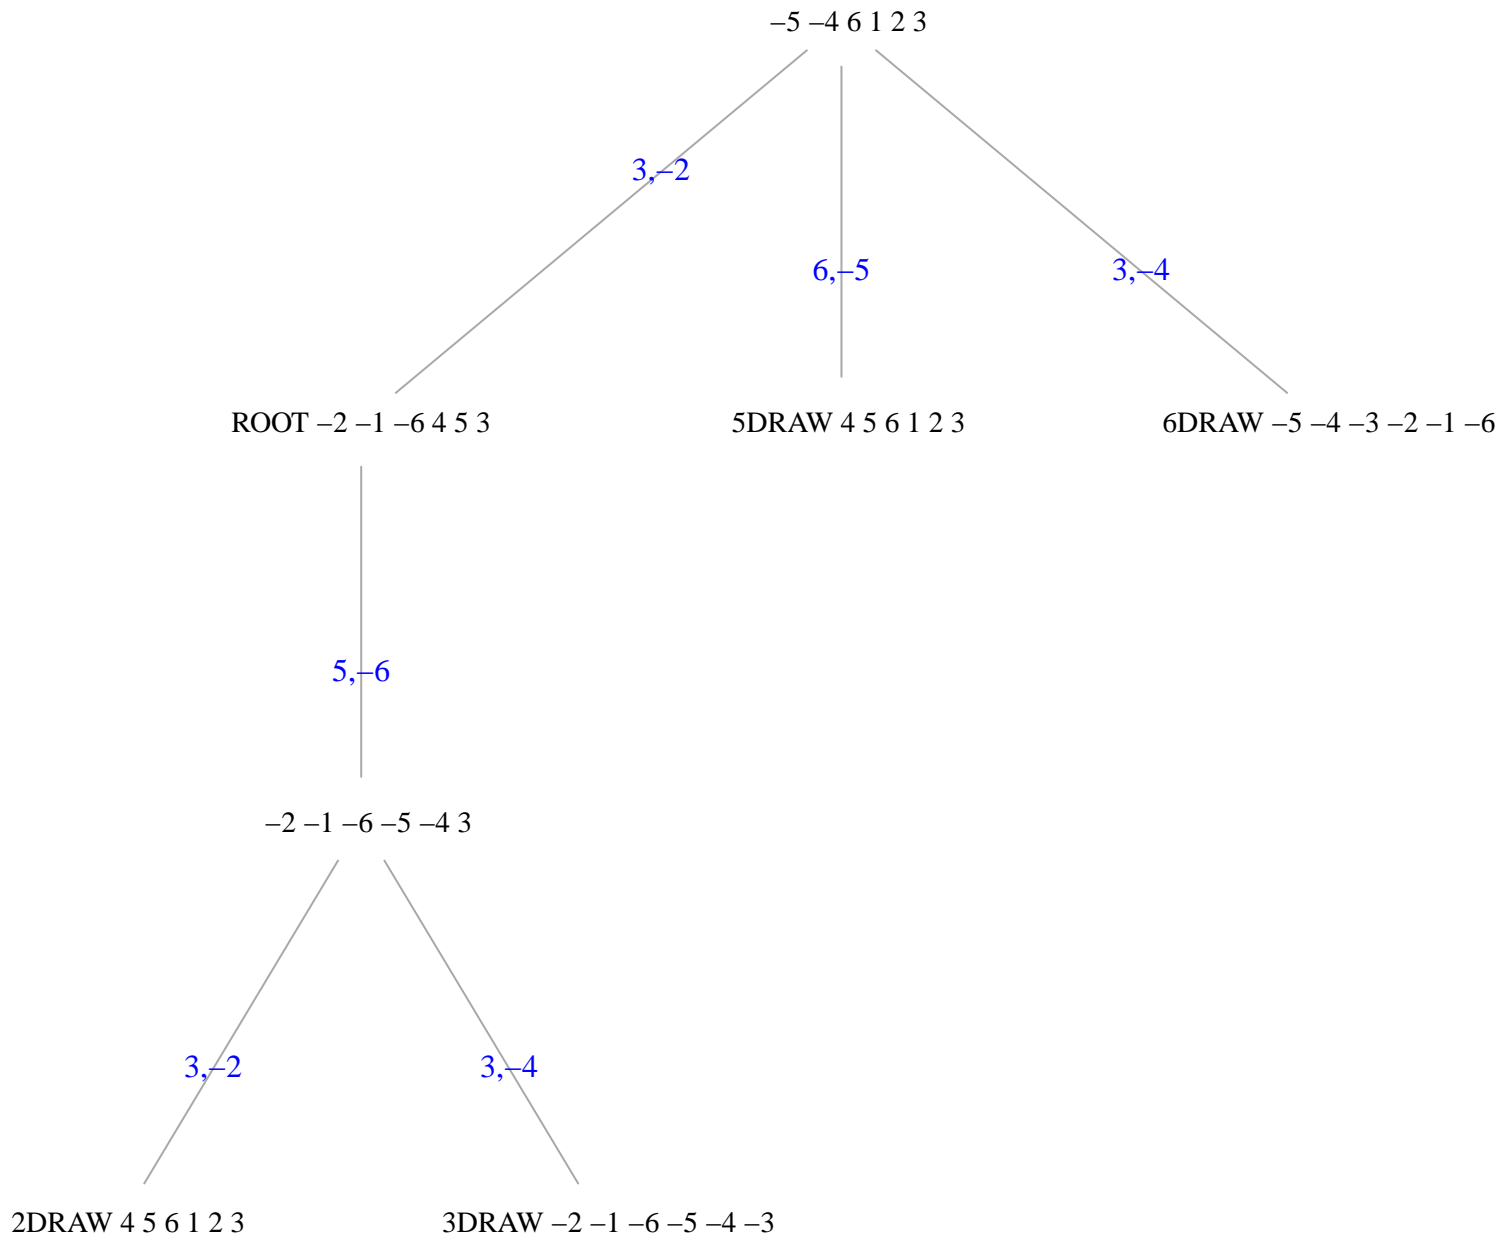 –5 –4 6 1 2 3
3,–2
6,–5
3,–4
ROOT –2 –1 –6 4 5 3
5DRAW 4 5 6 1 2 3
6DRAW –5 –4 –3 –2 –1 –6
5,–6
–2 –1 –6 –5 –4 3
3,–2
3,–4
2DRAW 4 5 6 1 2 3
3DRAW –2 –1 –6 –5 –4 –3